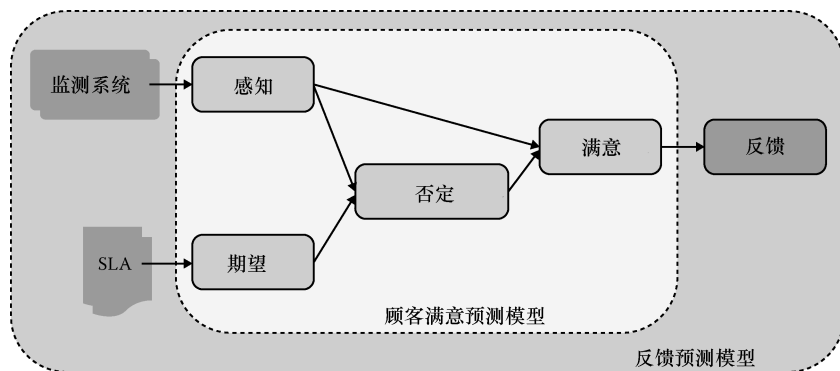 监测系统
感知
满意
反馈
否定
SLA
期望
顾客满意预测模型
反馈预测模型